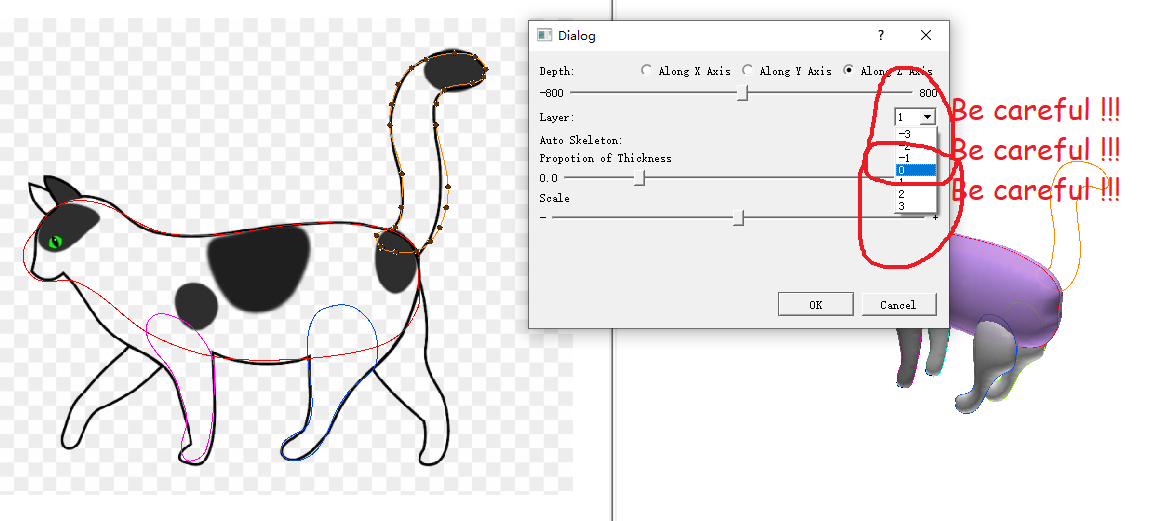 Dialog
?
Depth:
Along X Axis
Along Y Axis
Along Z Axis
-800
800
Be careful !!!
Layer:
1
-3
-2
Be careful !!!
Auto Skeleton:
Propotion of Thickness
-1
0.0
0
1
Be careful !!!
Scale
2
3
-
+
OK
Cancel